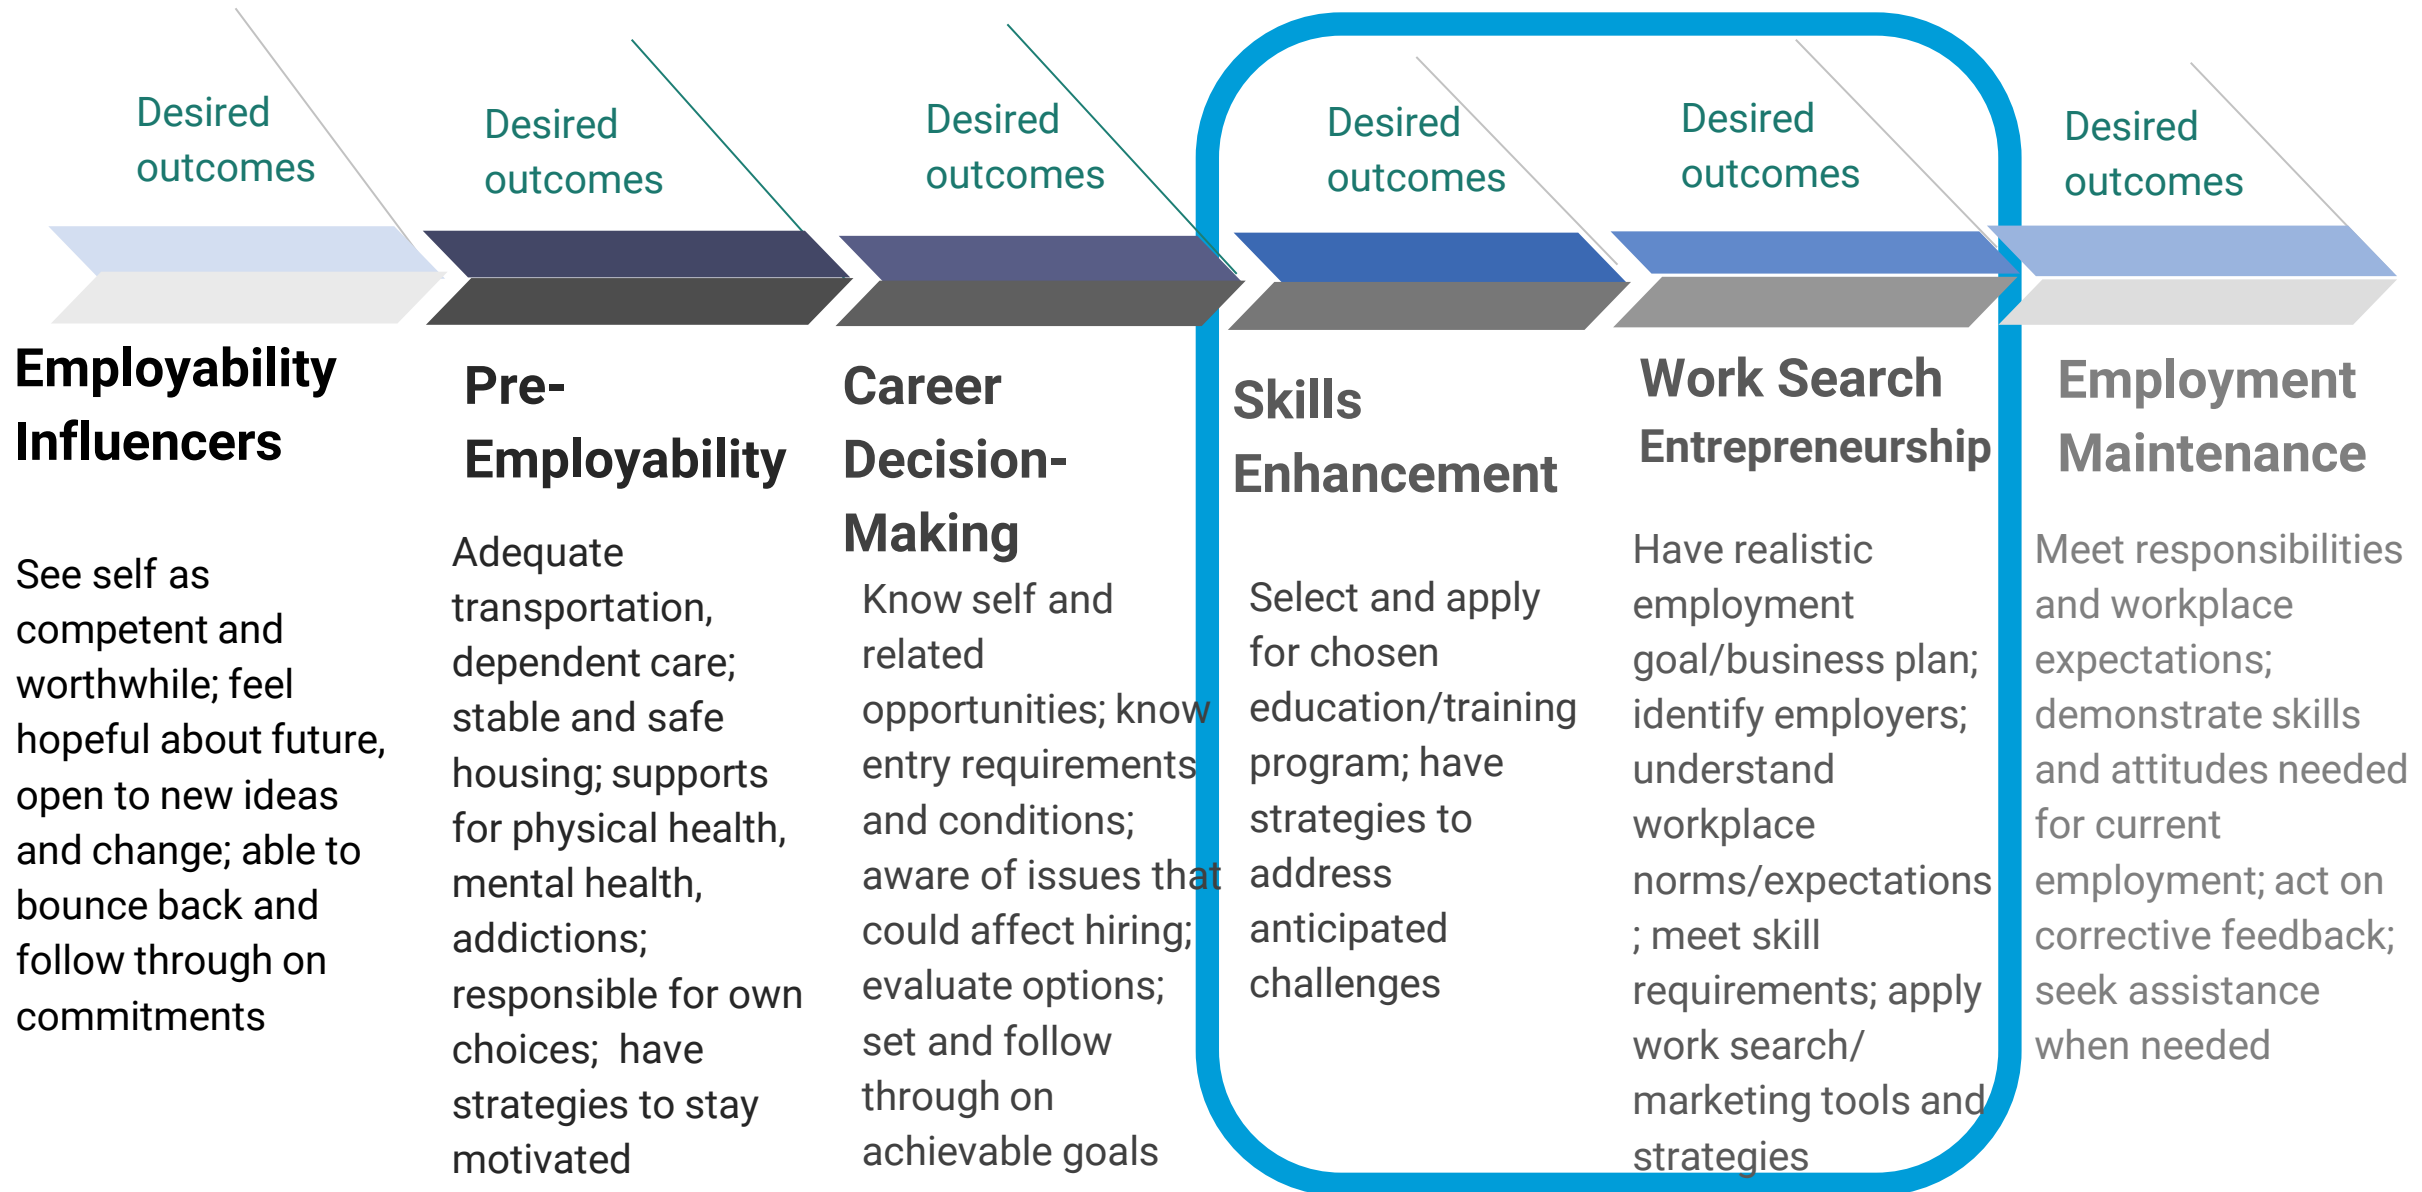 Desired
outcomes
Desired
outcomes
Desired
outcomes
Desired
outcomes
Desired
outcomes
Desired
outcomes
Employability
Influencers
See self as
competent and
worthwhile; feel
hopeful about future,
open to new ideas
and change; able to
bounce back and
follow through on
commitments
Pre-
Employability
Adequate
transportation,
dependent care;
stable and safe
housing; supports
for physical health,
mental health,
addictions;
responsible for own
choices;  have
strategies to stay
motivated
Career
Decision-
Making
Know self and
related
opportunities; know
entry requirements
and conditions;
aware of issues that
could affect hiring;
evaluate options;
set and follow
through on
achievable goals
Skills
Enhancement
Select and apply
for chosen
education/training
program; have
strategies to
address
anticipated
challenges
Work Search
Entrepreneurship
Have realistic
employment
goal/business plan;
identify employers;
understand
workplace
norms/expectations
; meet skill
requirements; apply
work search/
marketing tools and
strategies
Employment
Maintenance
Meet responsibilities
and workplace
expectations;
demonstrate skills
and attitudes needed
for current
employment; act on
corrective feedback;
seek assistance
when needed